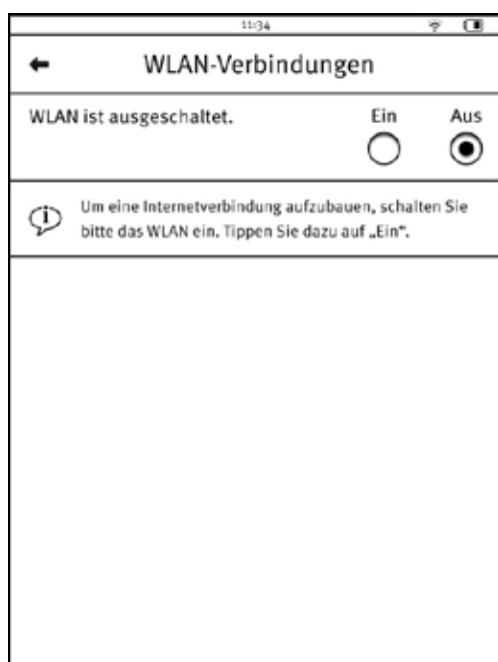 11:34
WLAN-Verbindungen
WLAN ist ausgeschaltet.
Ein
Aus
Um eine Internetverbindung aufzubauen, schalten Sie
bitte das WLAN ein. Tippen Sie dazu auf „Ein“.